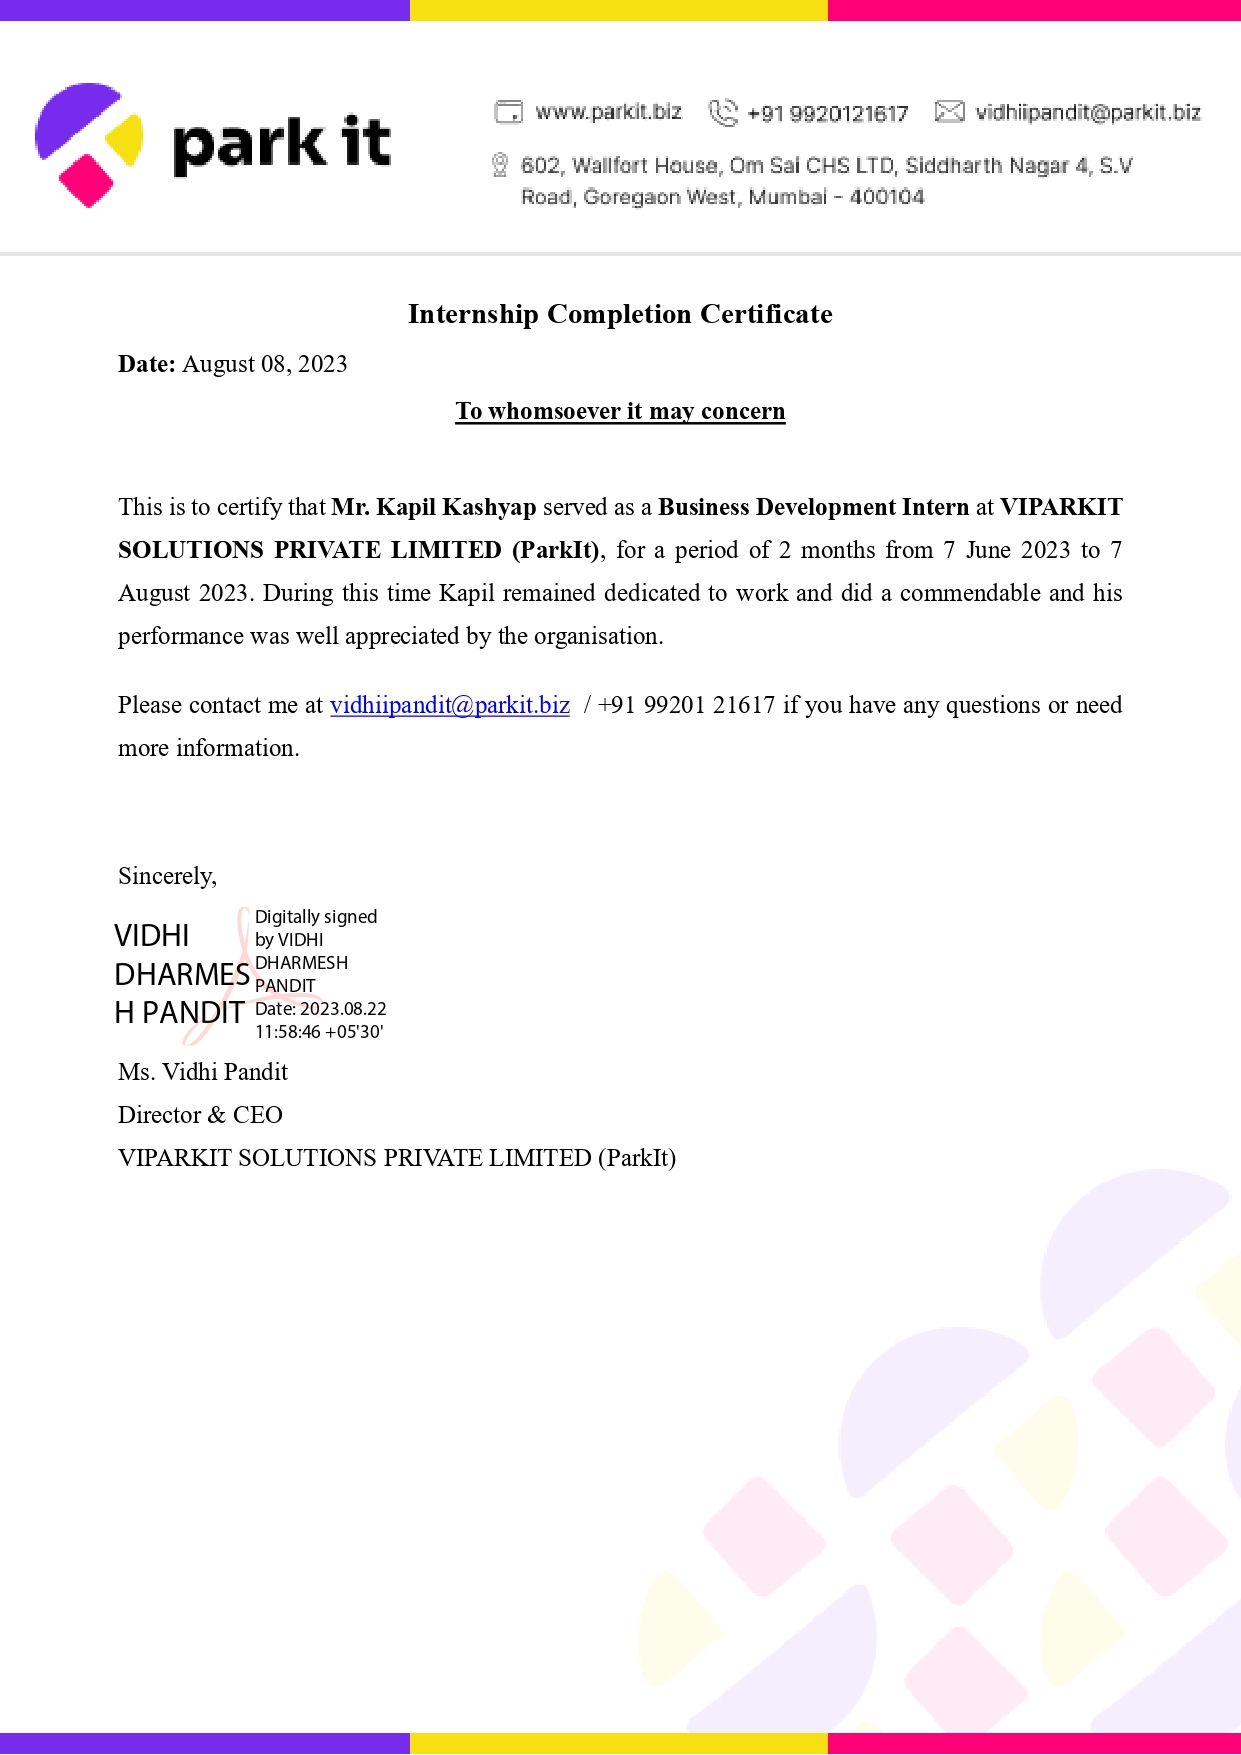 park it
www.parkit.biz +91 9920121617 vidhiipandit@parkit.biz
602, Wallfort House, Om Sai CHS LTD, Siddharth Nagar 4, S.V
Road, Goregaon West, Mumbai - 400104
Internship Completion Certificate
Date: August 08, 2023
To whomsoever it may concern
This is to certify that Mr. Kapil Kashyap served as a Business Development Intern at VIPARKIT
SOLUTIONS PRIVATE LIMITED (ParkIt), for a period of 2 months from 7 June 2023 to 7
August 2023. During this time Kapil remained dedicated to work and did a commendable and his
performance was well appreciated by the organisation.
Please contact me at vidhiipandit@parkit.biz / +91 99201 21617 if you have any questions or need
more information.
Sincerely,
VIDHI
DHARMES
H PANDIT
Digitally signed
by VIDHI
DHARMESH
PANDIT
Date: 2023.08.22
11:58:46 +05'30'
Ms. Vidhi Pandit
Director & CEO
VIPARKIT SOLUTIONS PRIVATE LIMITED (ParkIt)